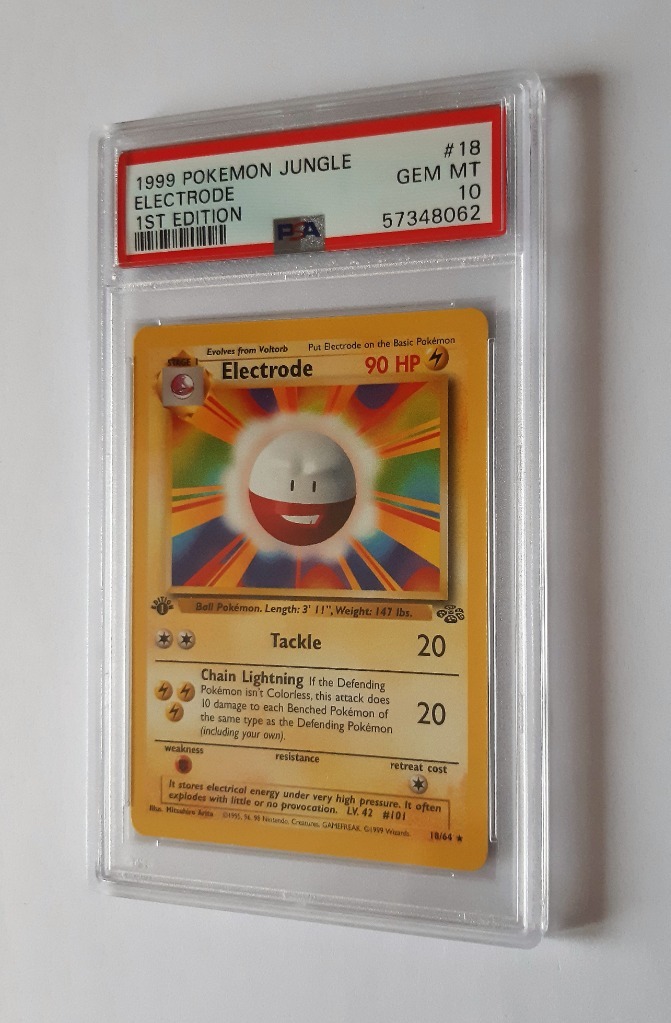 1999 POKEMON JUNGLE #18
ELECTRODE GEM MT
1ST EDITION 10
57348062
PSA
Evolves from Voltorb Put Electrode on the Basic Pokémon
STAGE 1
Electrode 90 HP
EDITION
1
Ball Pokémon. Length: 3' 11", Weight: 147 lbs.
Tackle 20
Chain Lightning If the Defending
Pokémon isn't Colorless, this attack does
10 damage to each Benched Pokémon of
the same type as the Defending Pokémon
(including your own).
20
weakness resistance retreat cost
It stores electrical energy under very high pressure. It often
explodes with little or no provocation. LV. 42 #101
Illus. Mitsuhiro Arita ©1995, 96, 98 Nintendo, Creatures, GAMEFREAK. ©1999 Wizards. 18/64 ★